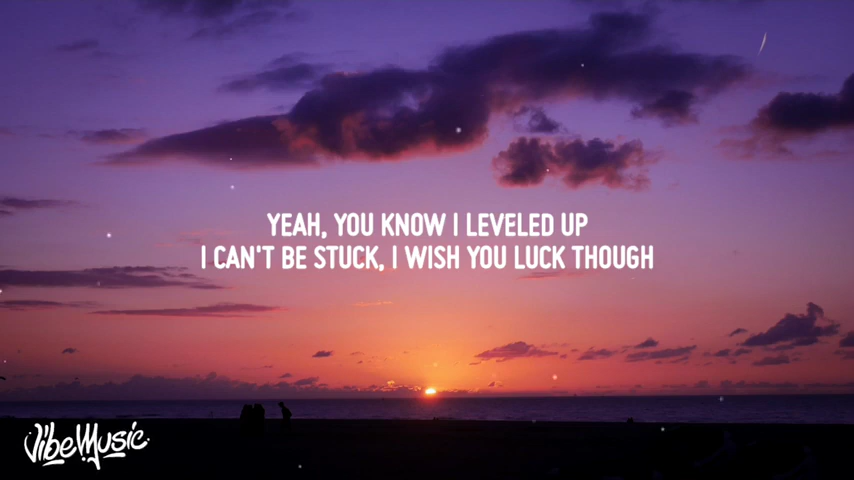 YEAH, YOU KNOW I LEVELED UP
I CAN'T BE STUCK, I WISH YOU LUCK THOUGH
VibeMusic